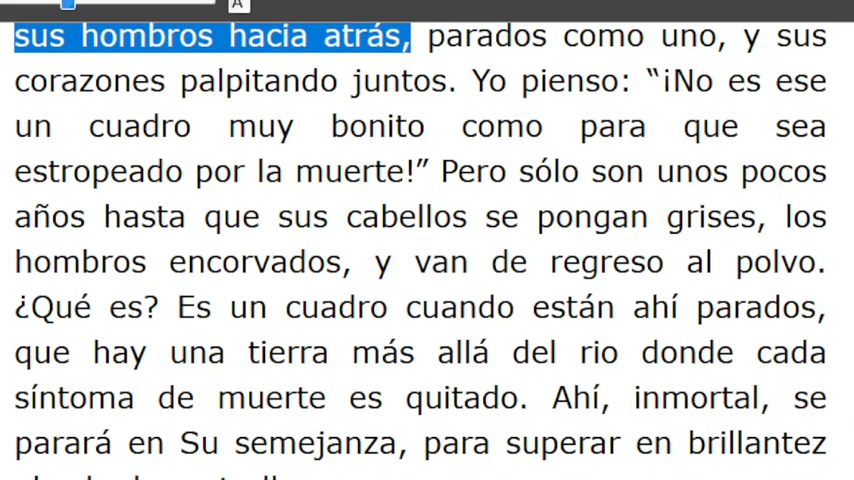 A
sus hombros hacia atrás, parados como uno, y sus
corazones palpitando juntos. Yo pienso: “¡No es ese
un cuadro muy bonito como para que sea
estropeado por la muerte!” Pero sólo son unos pocos
años hasta que sus cabellos se pongan grises, los
hombros encorvados, y van de regreso al polvo.
¿Qué es? Es un cuadro cuando están ahí parados,
que hay una tierra más allá del rio donde cada
síntoma de muerte es quitado. Ahí, inmortal, se
parará en Su semejanza, para superar en brillantez